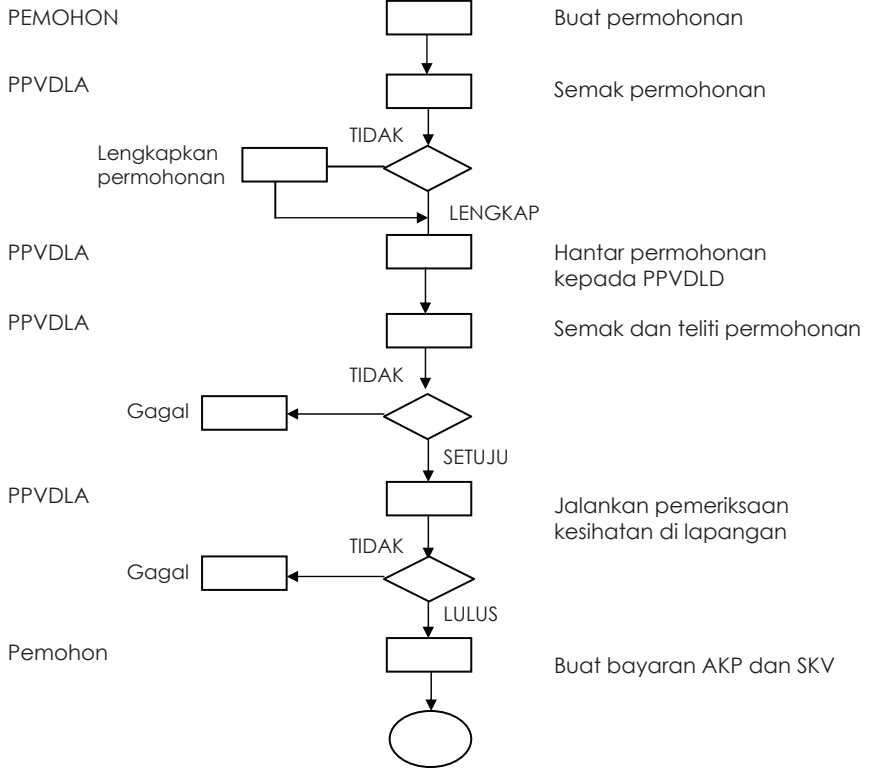 PEMOHON
Buat permohonan
PPVDLA
Semak permohonan
TIDAK
Lengkapkan
permohonan
LENGKAP
PPVDLA
Hantar permohonan
kepada PPVDLD
PPVDLA
Semak dan teliti permohonan
TIDAK
Gagal
SETUJU
PPVDLA
Jalankan pemeriksaan
kesihatan di lapangan
TIDAK
Gagal
LULUS
Pemohon
Buat bayaran AKP dan SKV